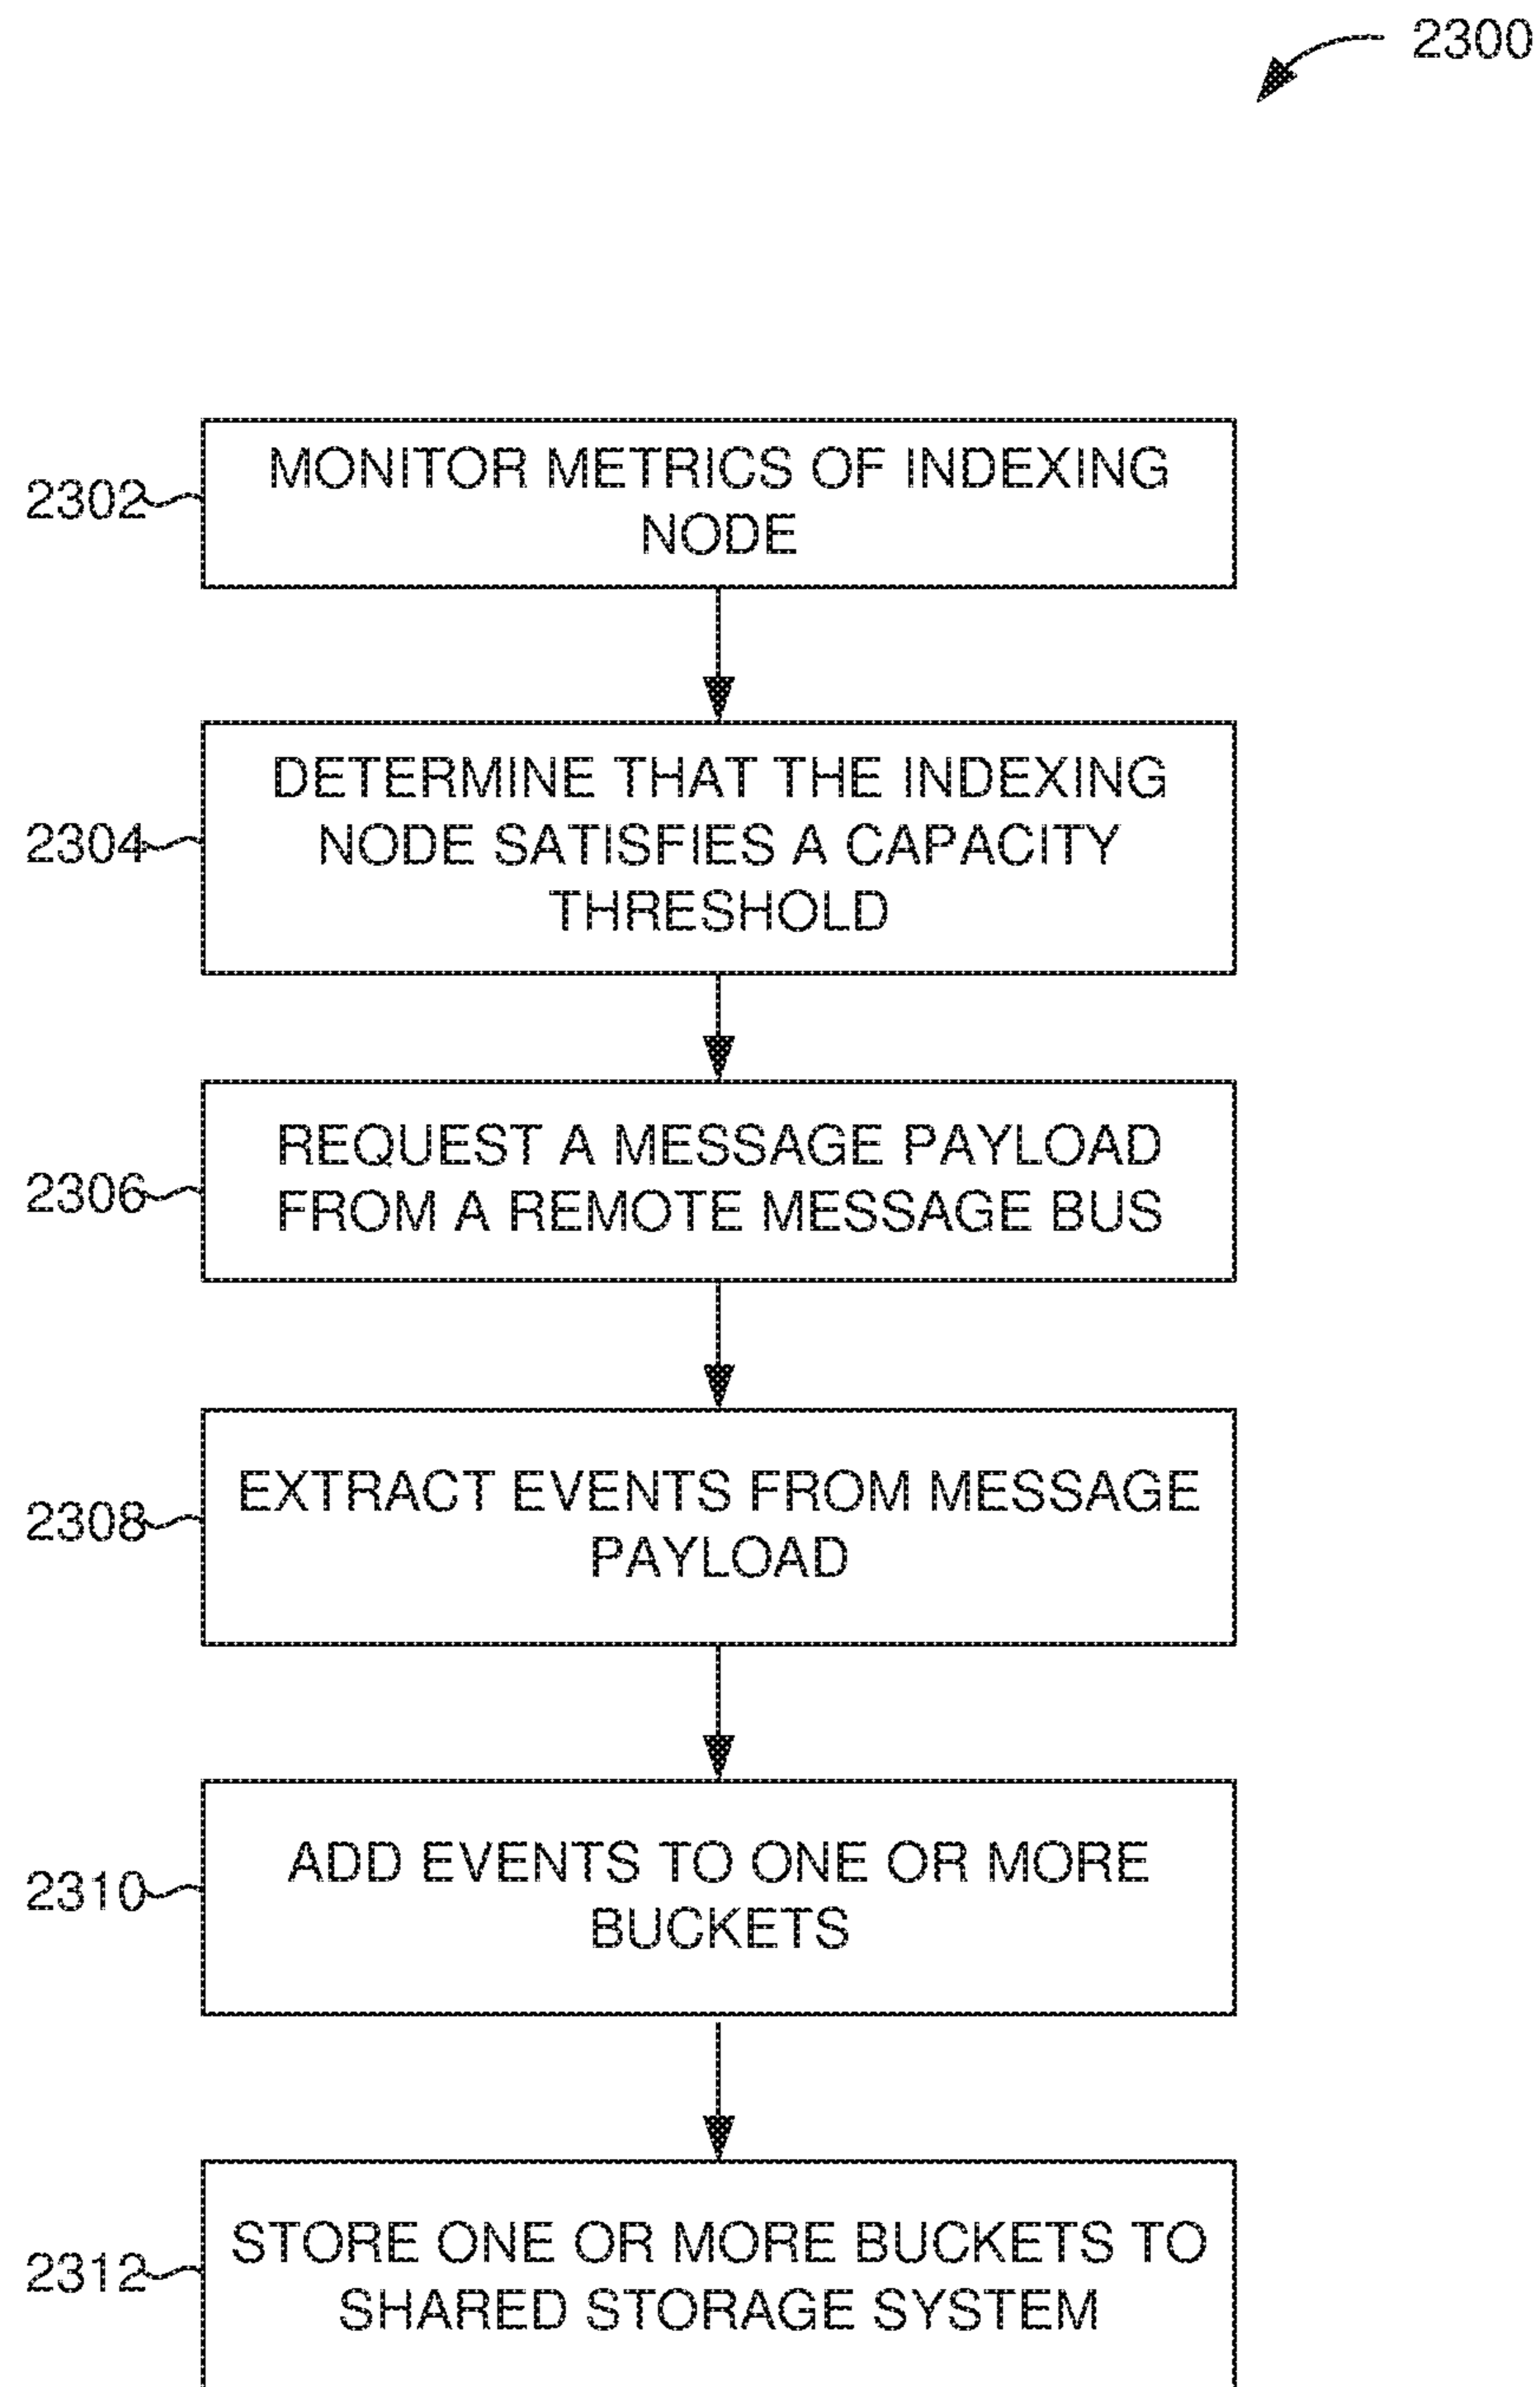 2300
2302
MONITOR METRICS OF INDEXING
NODE
2304
DETERMINE THAT THE INDEXING
NODE SATISFIES A CAPACITY
THRESHOLD
2306
REQUEST A MESSAGE PAYLOAD
FROM A REMOTE MESSAGE BUS
2308
EXTRACT EVENTS FROM MESSAGE
PAYLOAD
2310
ADD EVENTS TO ONE OR MORE
BUCKETS
2312
STORE ONE OR MORE BUCKETS TO
SHARED STORAGE SYSTEM